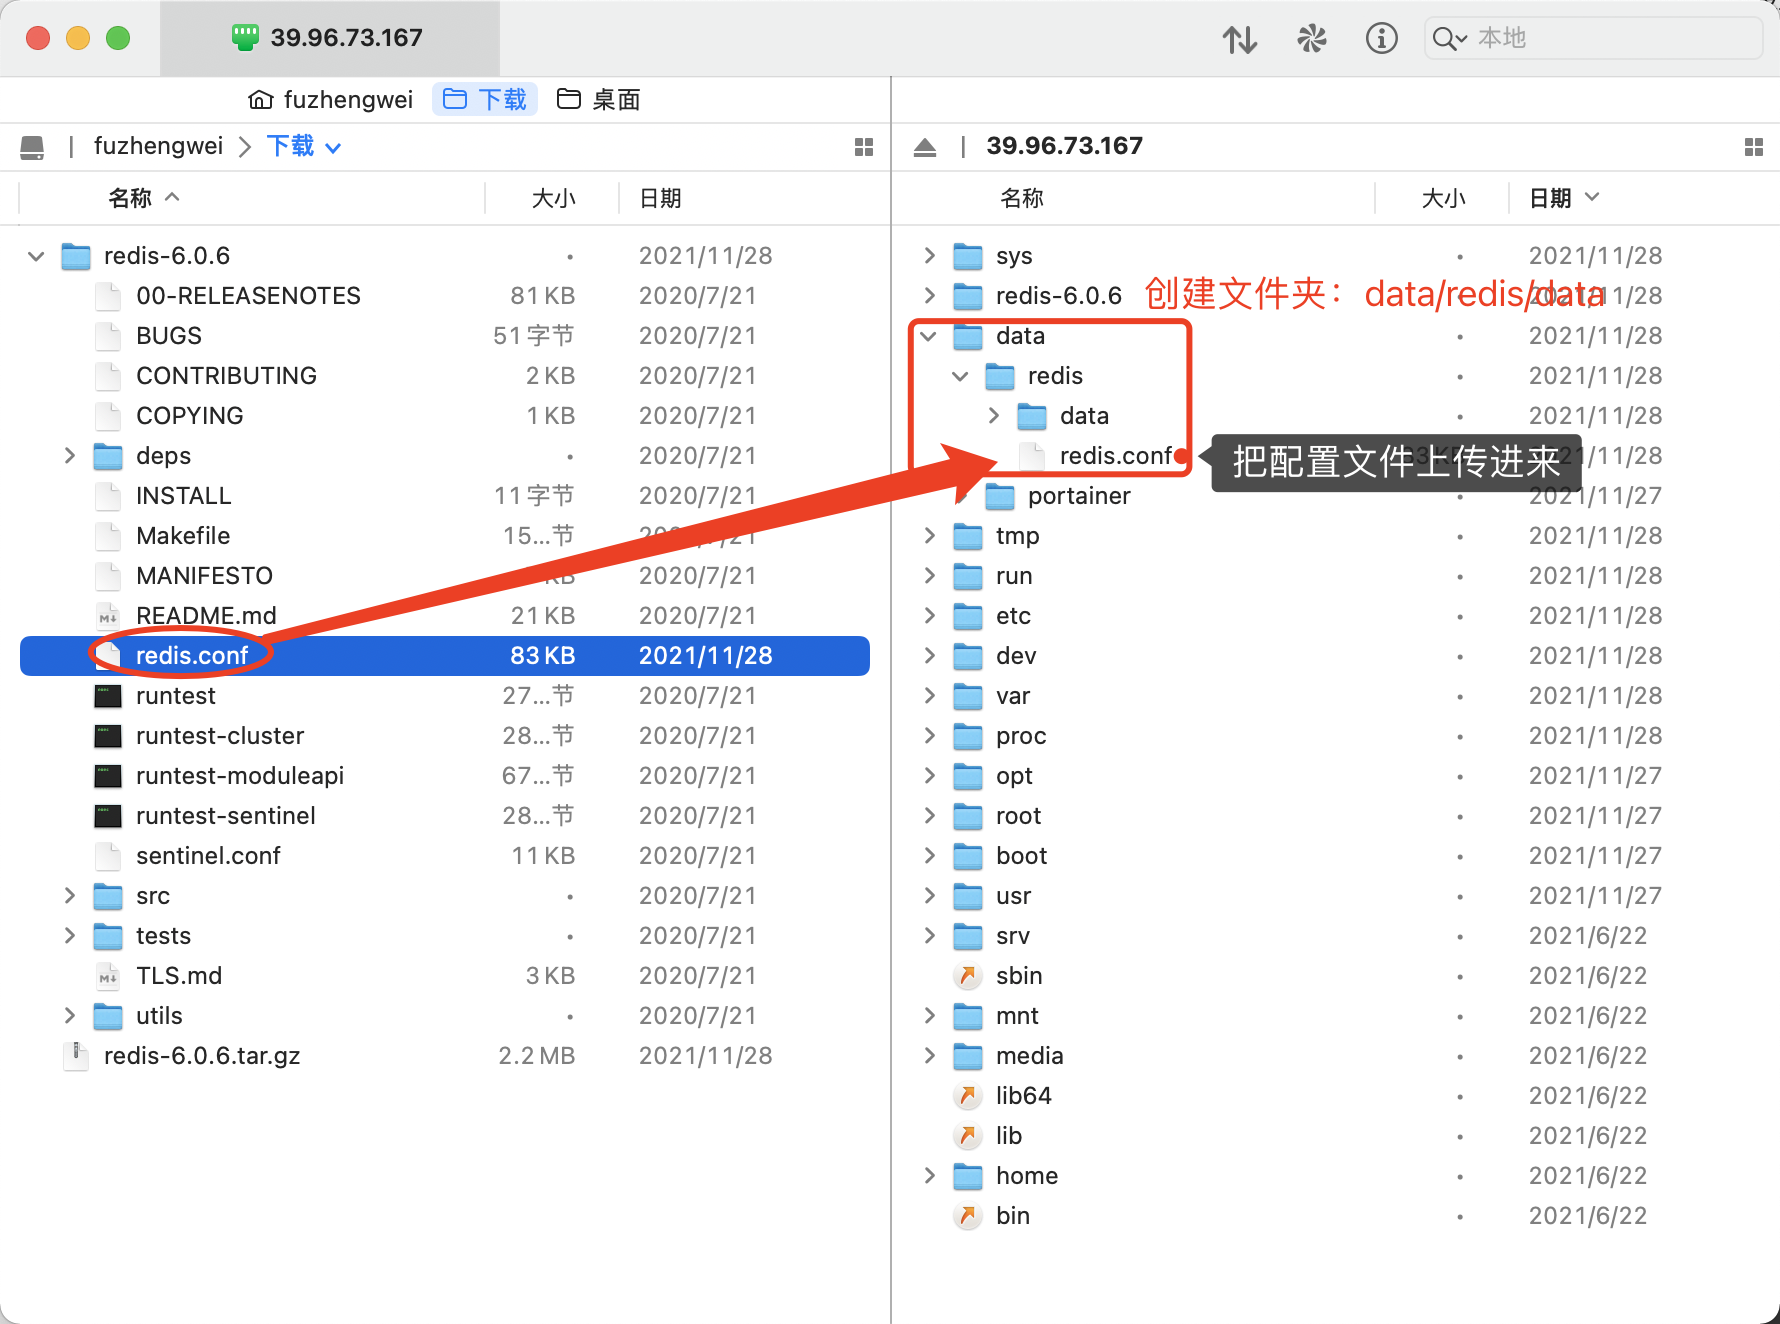 39.96.73.167
本地
fuzhengwei 下载 桌面
fuzhengwei 下载
名称 大小 日期
redis-6.0.6 2021/11/28
00-RELEASENOTES 81 KB 2020/7/21
BUGS 51 字节 2020/7/21
CONTRIBUTING 2 KB 2020/7/21
COPYING 1 KB 2020/7/21
deps 2020/7/21
INSTALL 11 字节 2020/7/21
Makefile 15...节 2020/7/21
MANIFESTO KB 2020/7/21
README.md 21 KB 2020/7/21
redis.conf 83 KB 2021/11/28
runtest 27...节 2020/7/21
runtest-cluster 28...节 2020/7/21
runtest-moduleapi 67...节 2020/7/21
runtest-sentinel 28...节 2020/7/21
sentinel.conf 11 KB 2020/7/21
src 2020/7/21
tests 2020/7/21
TLS.md 3 KB 2020/7/21
utils 2020/7/21
redis-6.0.6.tar.gz 2.2 MB 2021/11/28
39.96.73.167
名称 大小 日期
sys 2021/11/28
redis-6.0.6 2021/11/28
创建文件夹：data/redis/data
data 2021/11/28
redis 2021/11/28
data 2021/11/28
redis.conf 83 KB 2021/11/28
把配置文件上传进来
portainer 2021/11/27
tmp 2021/11/28
run 2021/11/28
etc 2021/11/28
dev 2021/11/28
var 2021/11/28
proc 2021/11/28
opt 2021/11/27
root 2021/11/27
boot 2021/11/27
usr 2021/11/27
srv 2021/6/22
sbin 2021/6/22
mnt 2021/6/22
media 2021/6/22
lib64 2021/6/22
lib 2021/6/22
home 2021/6/22
bin 2021/6/22